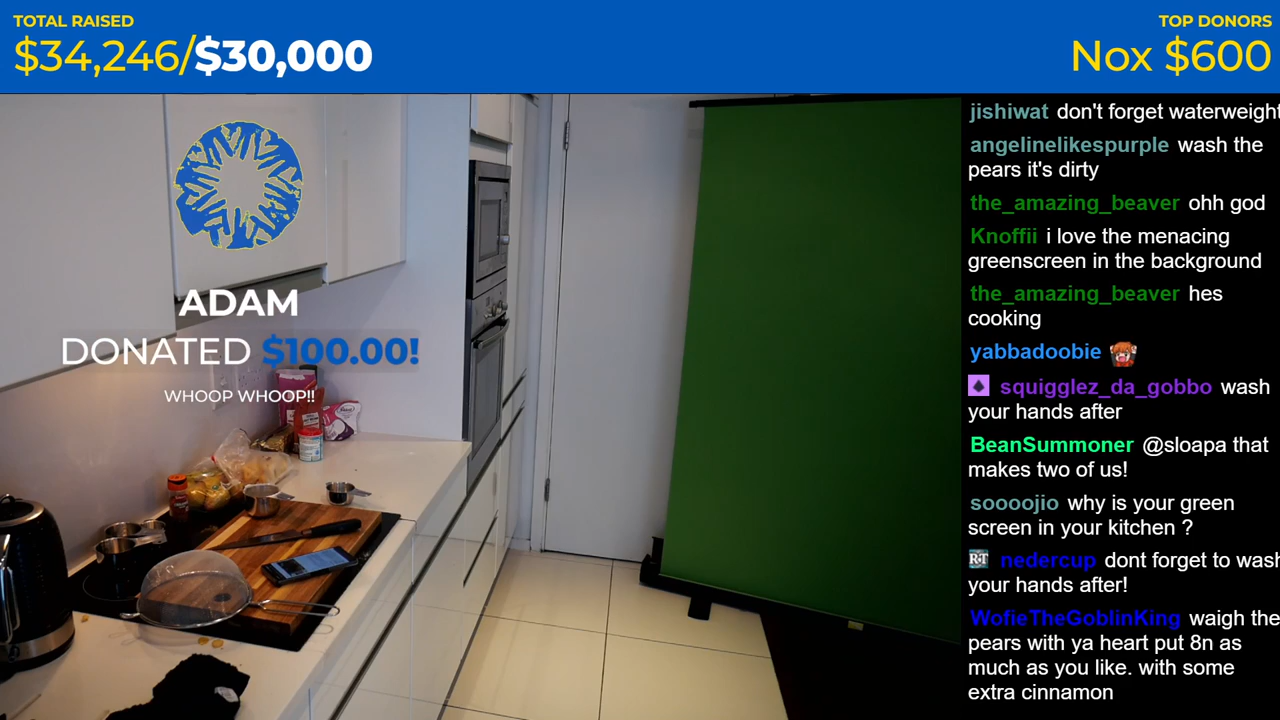 TOTAL RAISED
$34,246/$30,000
TOP DONORS
Nox $600
ADAM
DONATED $100.00!
WHOOP WHOOP!!
jishiwat don't forget waterweight
angelinelikespurple wash the
pears it's dirty
the_amazing_beaver ohh god
Knoffii i love the menacing
greenscreen in the background
the_amazing_beaver hes
cooking
yabbadoobie
squigglez_da_gobbo wash
your hands after
BeanSummoner @sloapa that
makes two of us!
soooojio why is your green
screen in your kitchen ?
nedercup dont forget to wash
your hands after!
WofieTheGoblinKing waigh the
pears with ya heart put 8n as
much as you like. with some
extra cinnamon